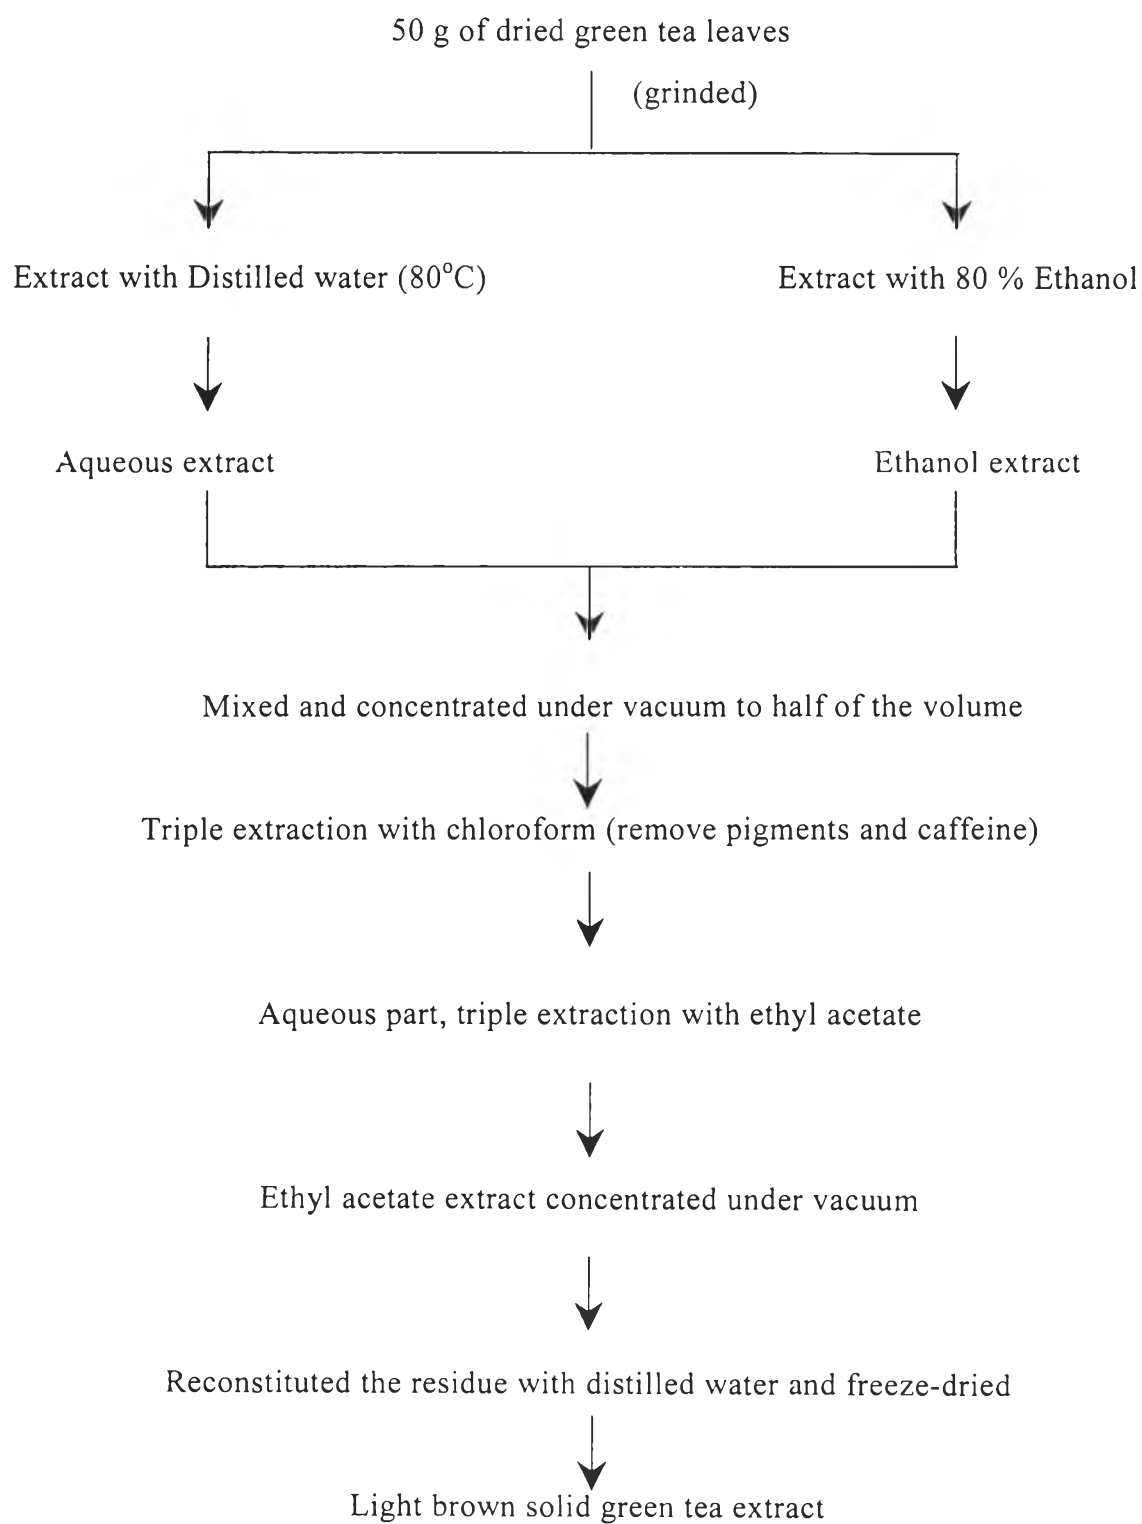 50 g of dried green tea leaves
(grinded)
Extract with Distilled water (80°C)
Extract with 80 % Ethanol
Aqueous extract
Ethanol extract
Mixed and concentrated under vacuum to half of the volume
Triple extraction with chloroform (remove pigments and caffeine)
Aqueous part, triple extraction with ethyl acetate
Ethyl acetate extract concentrated under vacuum
Reconstituted the residue with distilled water and freeze-dried
Light brown solid green tea extract